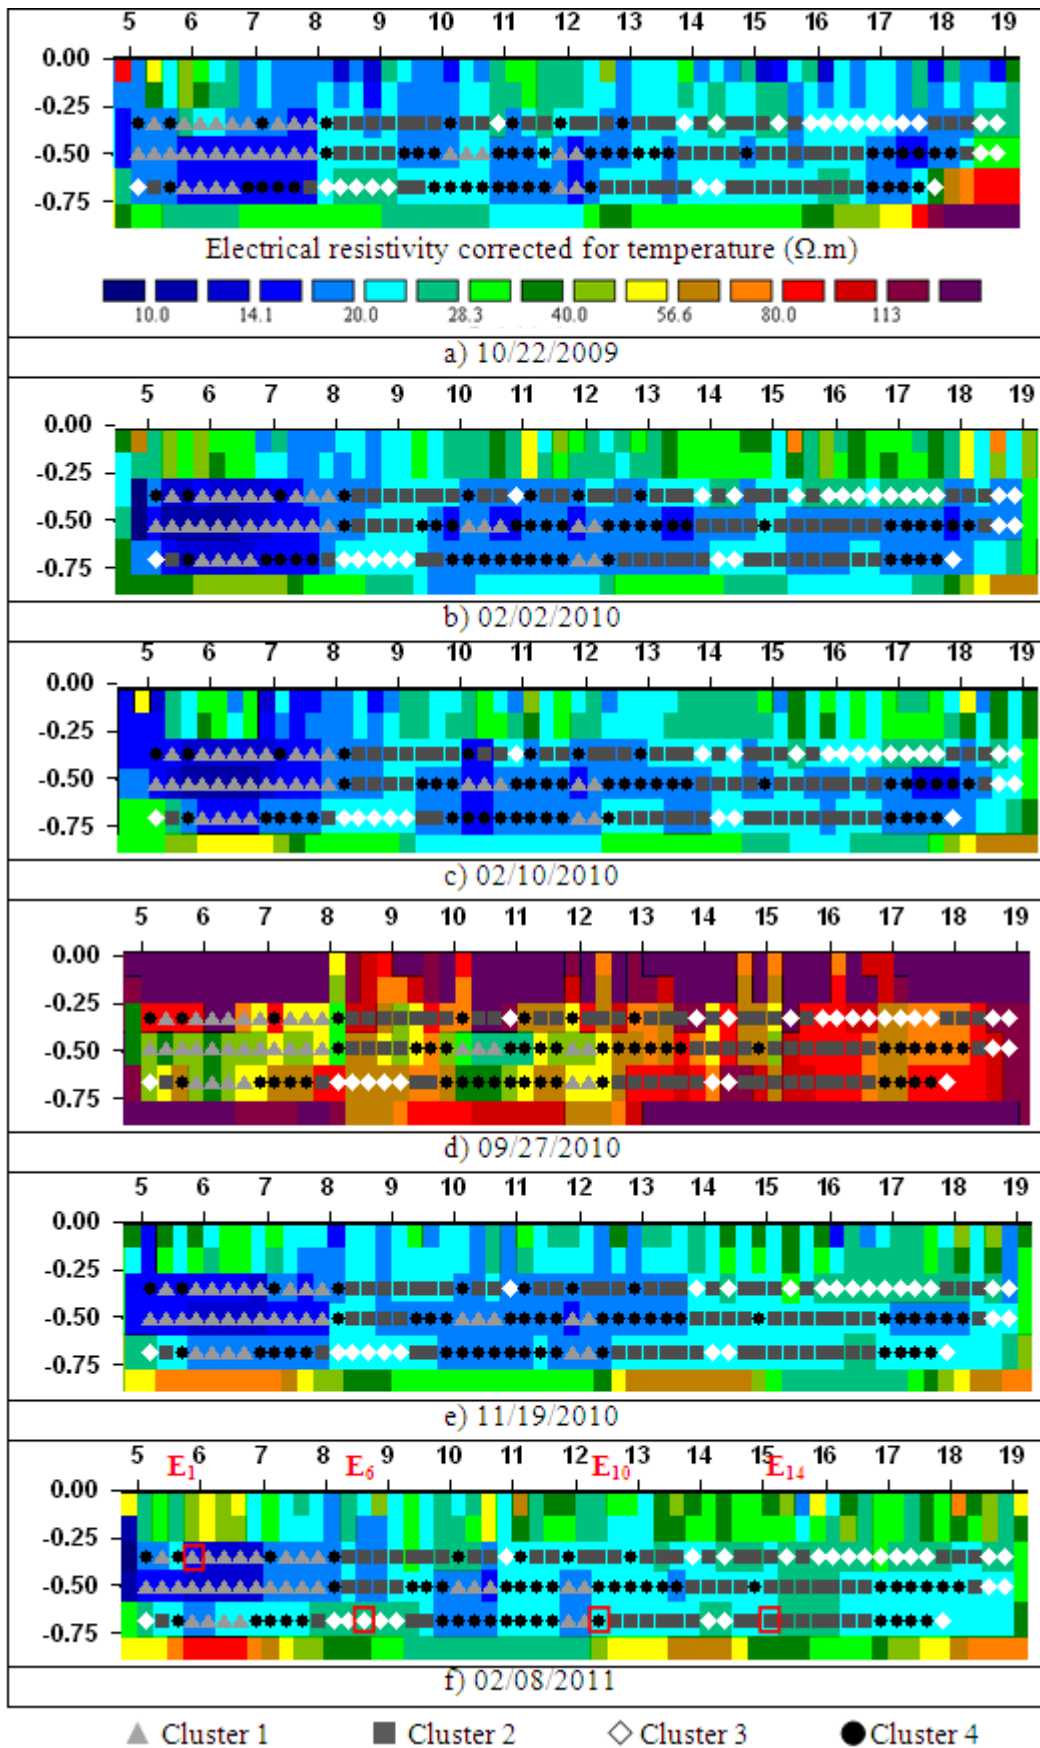 5 6 7 8 9 10 11 12 13 14 15 16 17 18 19
0.00
-0.25
-0.50
-0.75
Electrical resistivity corrected for temperature (Ω.m)
10.0 14.1 20.0 28.3 40.0 56.6 80.0 113
a) 10/22/2009
5 6 7 8 9 10 11 12 13 14 15 16 17 18 19
0.00
-0.25
-0.50
-0.75
b) 02/02/2010
5 6 7 8 9 10 11 12 13 14 15 16 17 18 19
0.00
-0.25
-0.50
-0.75
c) 02/10/2010
5 6 7 8 9 10 11 12 13 14 15 16 17 18 19
0.00
-0.25
-0.50
-0.75
d) 09/27/2010
5 6 7 8 9 10 11 12 13 14 15 16 17 18 19
0.00
-0.25
-0.50
-0.75
e) 11/19/2010
5 6 7 8 9 10 11 12 13 14 15 16 17 18 19
E1 E6 E10 E14
0.00
-0.25
-0.50
-0.75
f) 02/08/2011
Cluster 1 Cluster 2 Cluster 3 Cluster 4